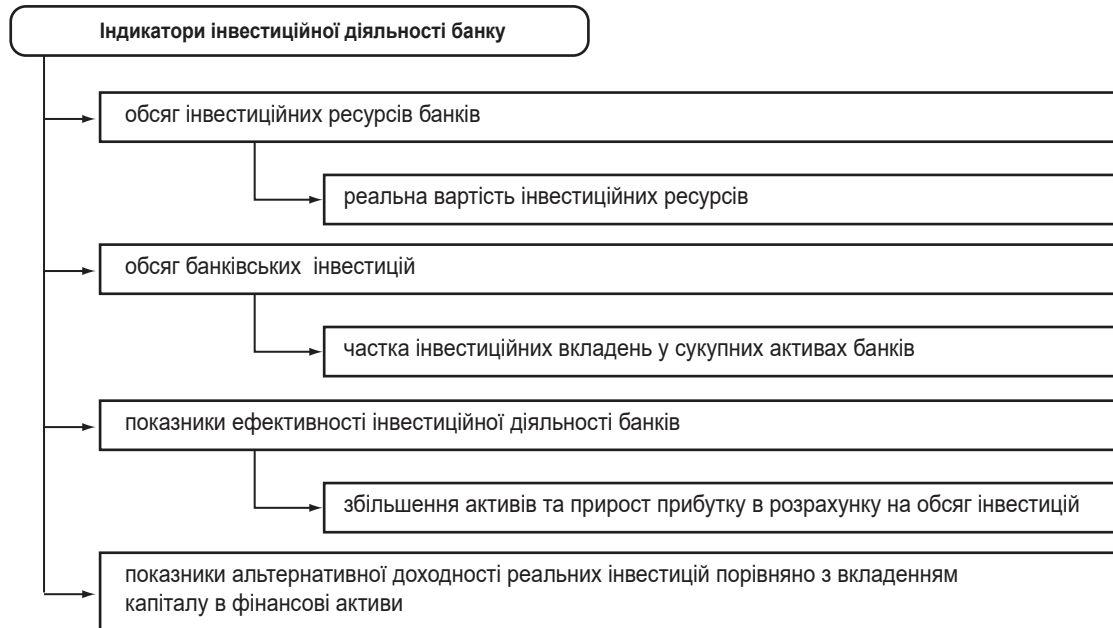 Індикатори інвестиційної діяльності банку
обсяг інвестиційних ресурсів банків
реальна вартість інвестиційних ресурсів
обсяг банківських інвестицій
частка інвестиційних вкладень у сукупних активах банків
показники ефективності інвестиційної діяльності банків
збільшення активів та приріст прибутку в розрахунку на обсяг інвестицій
показники альтернативної доходності реальних інвестицій порівняно з вкладенням
капіталу в фінансові активи